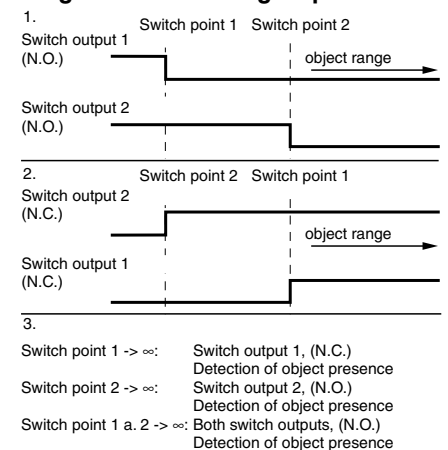 1.
Switch point 1 Switch point 2
Switch output 1
(N.O.)
object range
Switch output 2
(N.O.)
2.
Switch point 2 Switch point 1
Switch output 2
(N.C.)
object range
Switch output 1
(N.C.)
3.
Switch point 1 -> ∞: Switch output 1, (N.C.)
Detection of object presence
Switch point 2 -> ∞: Switch output 2, (N.O.)
Detection of object presence
Switch point 1 a. 2 -> ∞: Both switch outputs, (N.O.)
Detection of object presence